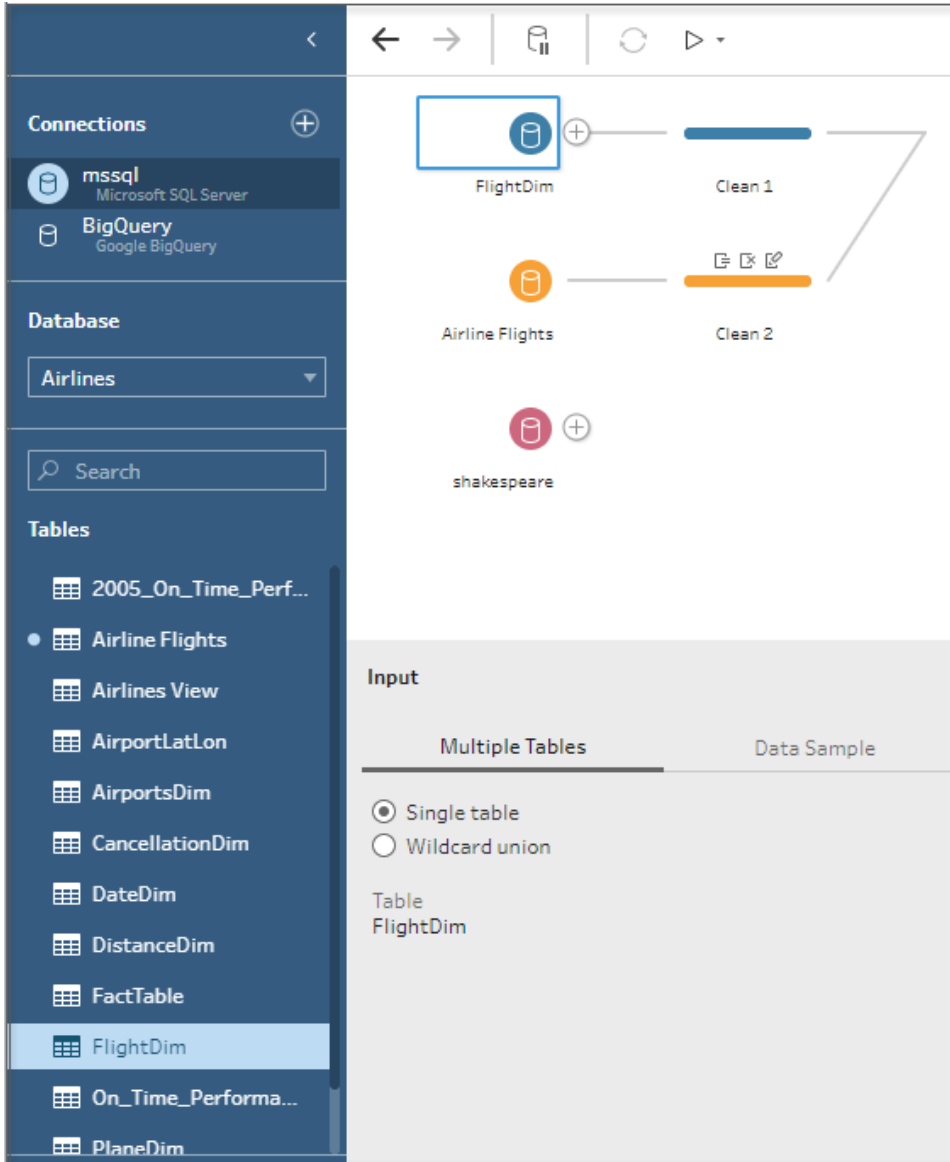 Connections
mssql
Microsoft SQL Server
BigQuery
Google BigQuery
Database
Airlines
Search
Tables
2005_On_Time_Perf...
Airline Flights
Airlines View
AirportLatLon
AirportsDim
CancellationDim
DateDim
DistanceDim
FactTable
FlightDim
On_Time_Performa...
PlaneDim
FlightDim
Clean 1
Airline Flights
Clean 2
shakespeare
Input
Multiple Tables
Data Sample
Single table
Wildcard union
Table
FlightDim